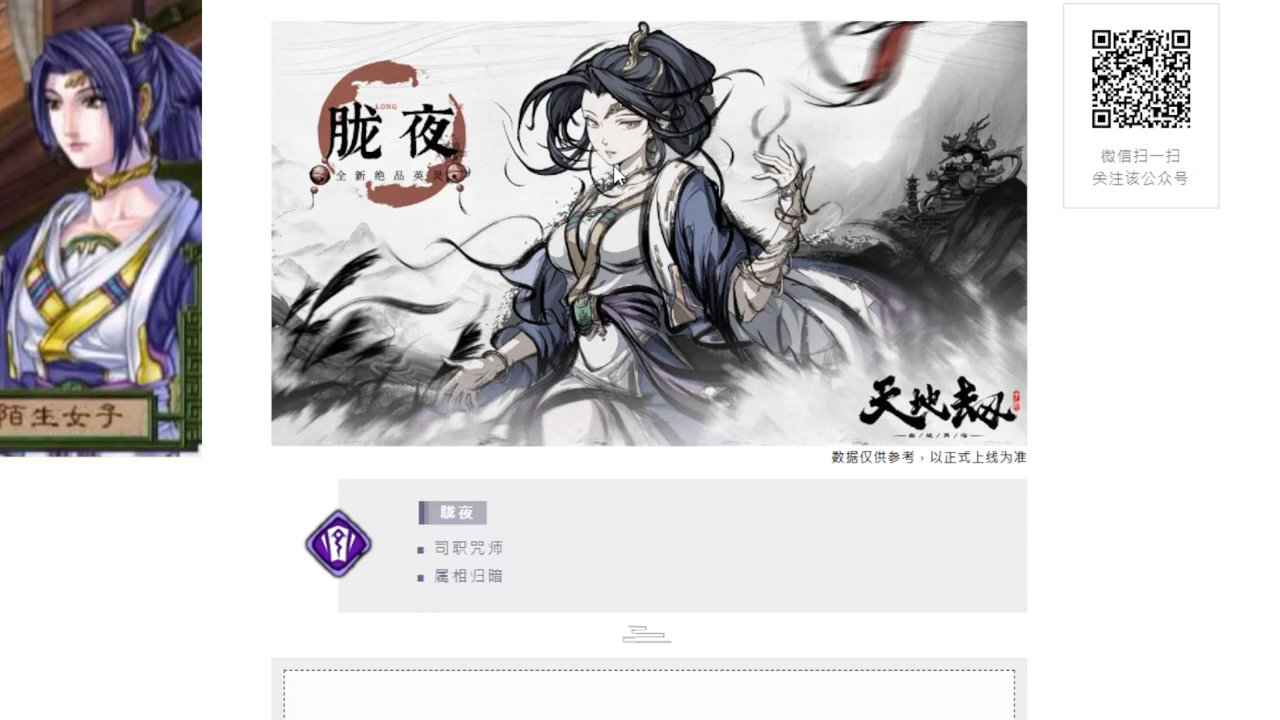 陌生女子
LONG
胧夜
全新绝品英灵
天地劫
数据仅供参考，以正式上线为准
微信扫一扫
关注该公众号
胧夜
■ 司职咒师
■ 属相归暗